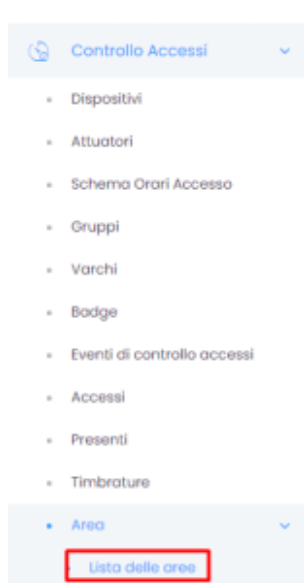 Controllo Accessi
Dispositivi
Attuatori
Schema Orari Accesso
Gruppi
Varchi
Badge
Eventi di controllo accessi
Accessi
Presenti
Timbrature
Area
Lista delle aree